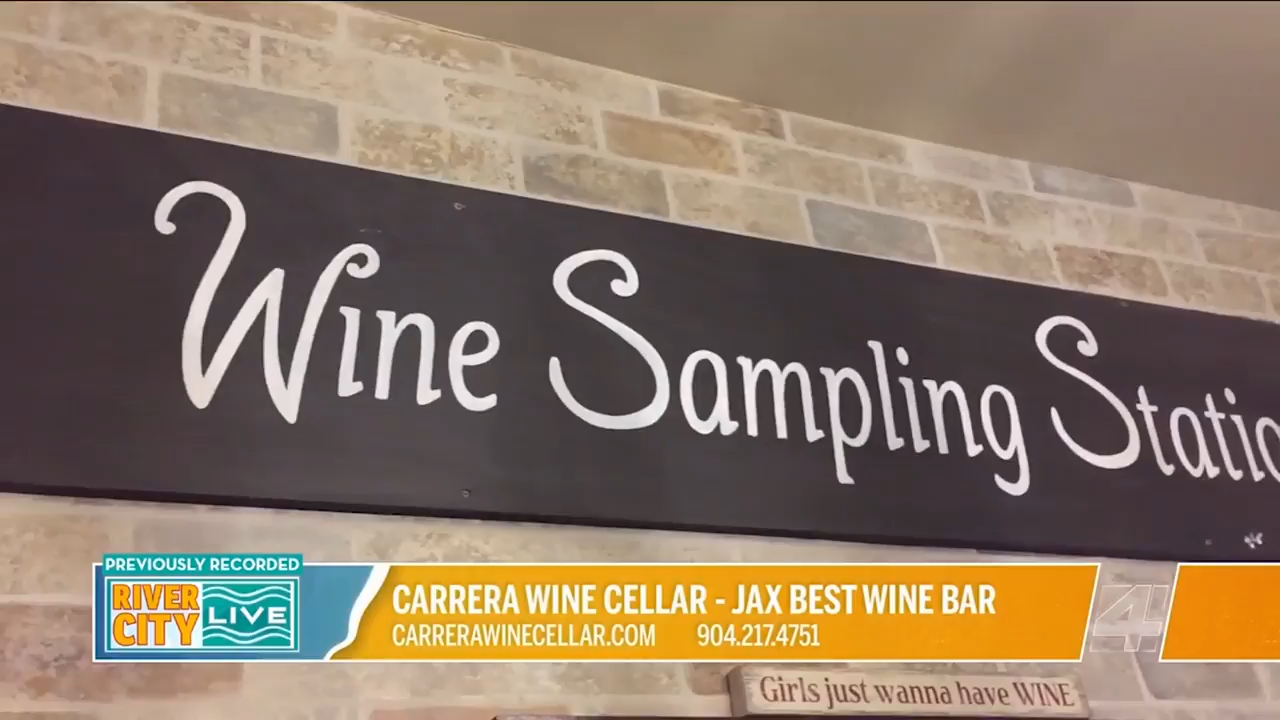 Wine Sampling Statio
PREVIOUSLY RECORDED
RIVER
CITY
LIVE
CARRERA WINE CELLAR - JAX BEST WINE BAR
CARRERAWINECELLAR.COM 904.217.4751
4
Girls just wanna have WINE